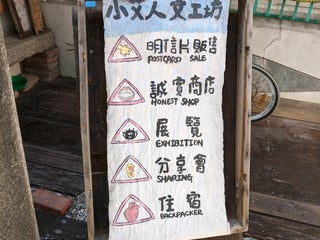 小艾人文工坊
明信片販售
POSTCARD SALE
誠實商店
HONEST SHOP
展覽
EXHIBITION
分享會
SHARING
住宿
BACKPACKER